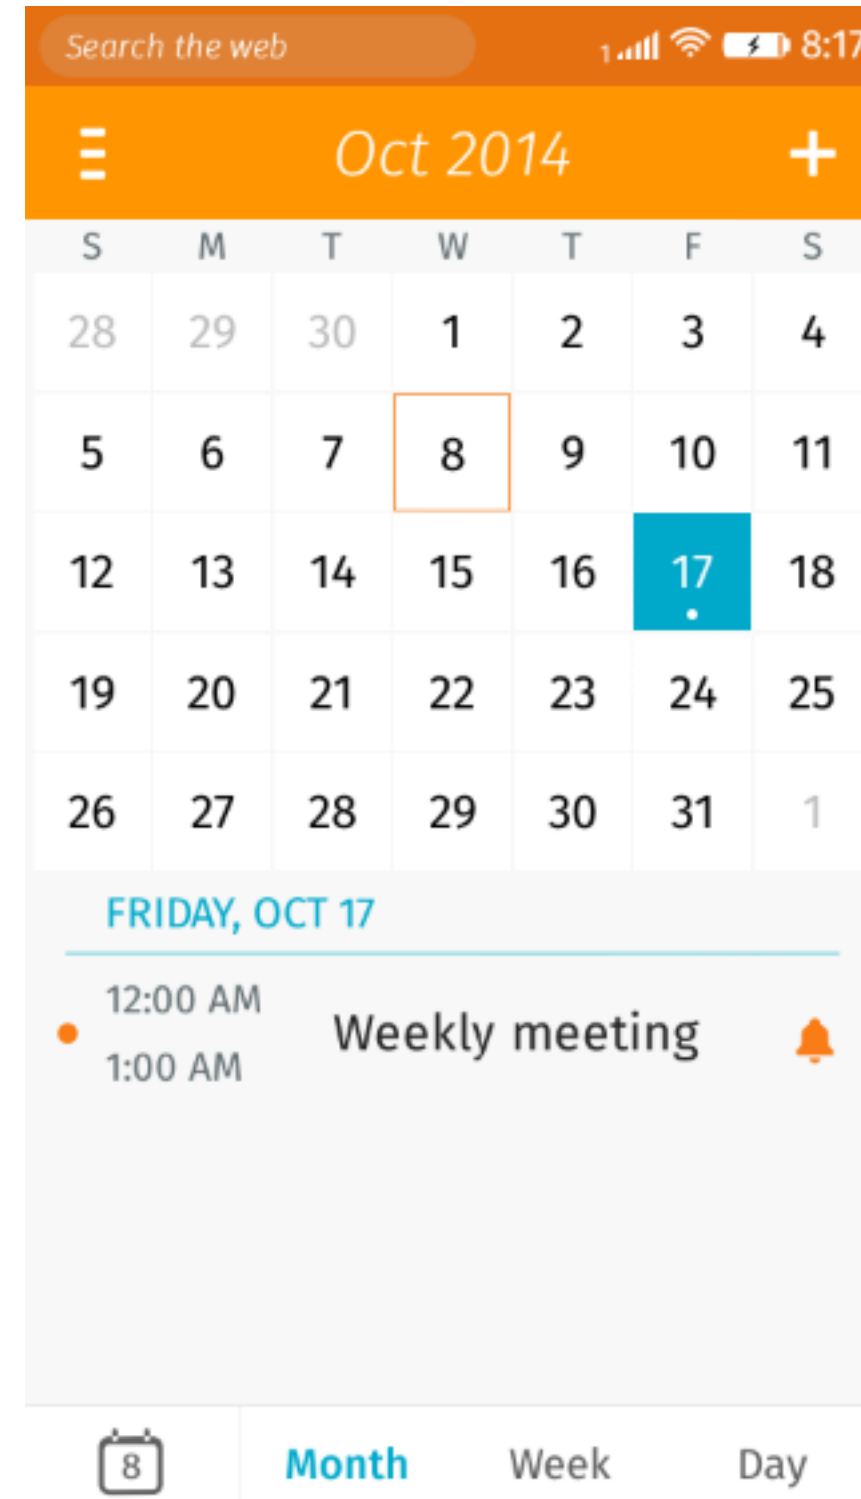 Search the web 1 8:17
Oct 2014 +
S M T W T F S
28 29 30 1 2 3 4
5 6 7 8 9 10 11
12 13 14 15 16 17 18
19 20 21 22 23 24 25
26 27 28 29 30 31 1
FRIDAY, OCT 17
12:00 AM
Weekly meeting
1:00 AM
8 Month Week Day